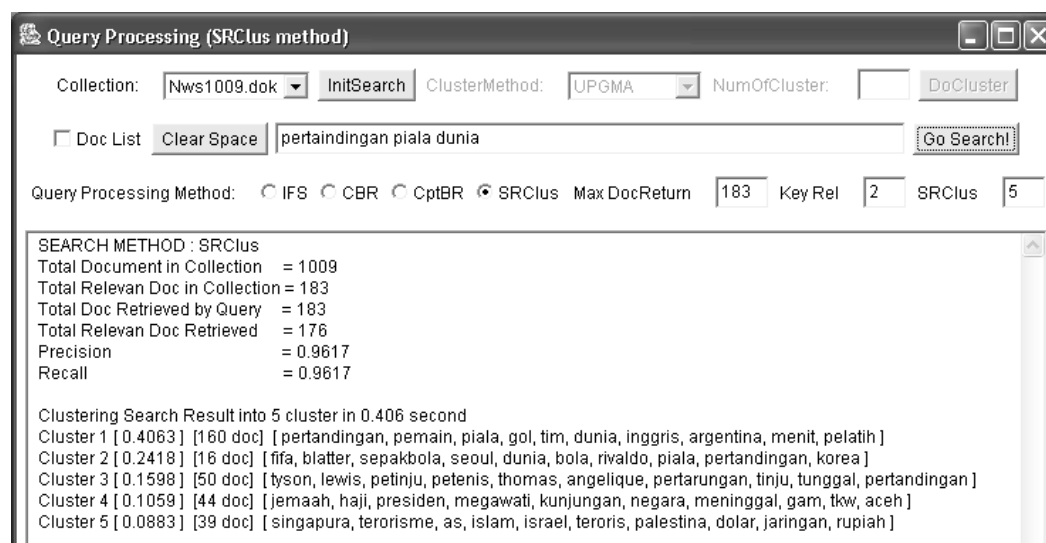 Query Processing (SRClus method)
Collection: Nws1009.dok InitSearch ClusterMethod: UPGMA NumOfCluster: DoCluster
Doc List Clear Space pertaindingan piala dunia Go Search!
Query Processing Method: IFS CBR CptBR SRClus Max DocReturn 183 Key Rel 2 SRClus 5
SEARCH METHOD : SRClus
Total Document in Collection = 1009
Total Relevan Doc in Collection = 183
Total Doc Retrieved by Query = 183
Total Relevan Doc Retrieved = 176
Precision = 0.9617
Recall = 0.9617
Clustering Search Result into 5 cluster in 0.406 second
Cluster 1 [ 0.4063 ] [160 doc] [ pertandingan, pemain, piala, gol, tim, dunia, inggris, argentina, menit, pelatih ]
Cluster 2 [ 0.2418 ] [16 doc] [ fifa, blatter, sepakbola, seoul, dunia, bola, rivaldo, piala, pertandingan, korea ]
Cluster 3 [ 0.1598 ] [50 doc] [ tyson, lewis, petinju, petenis, thomas, angelique, pertarungan, tinju, tunggal, pertandingan ]
Cluster 4 [ 0.1059 ] [44 doc] [ jemaah, haji, presiden, megawati, kunjungan, negara, meninggal, gam, tkw, aceh ]
Cluster 5 [ 0.0883 ] [39 doc] [ singapura, terorisme, as, islam, israel, teroris, palestina, dolar, jaringan, rupiah ]